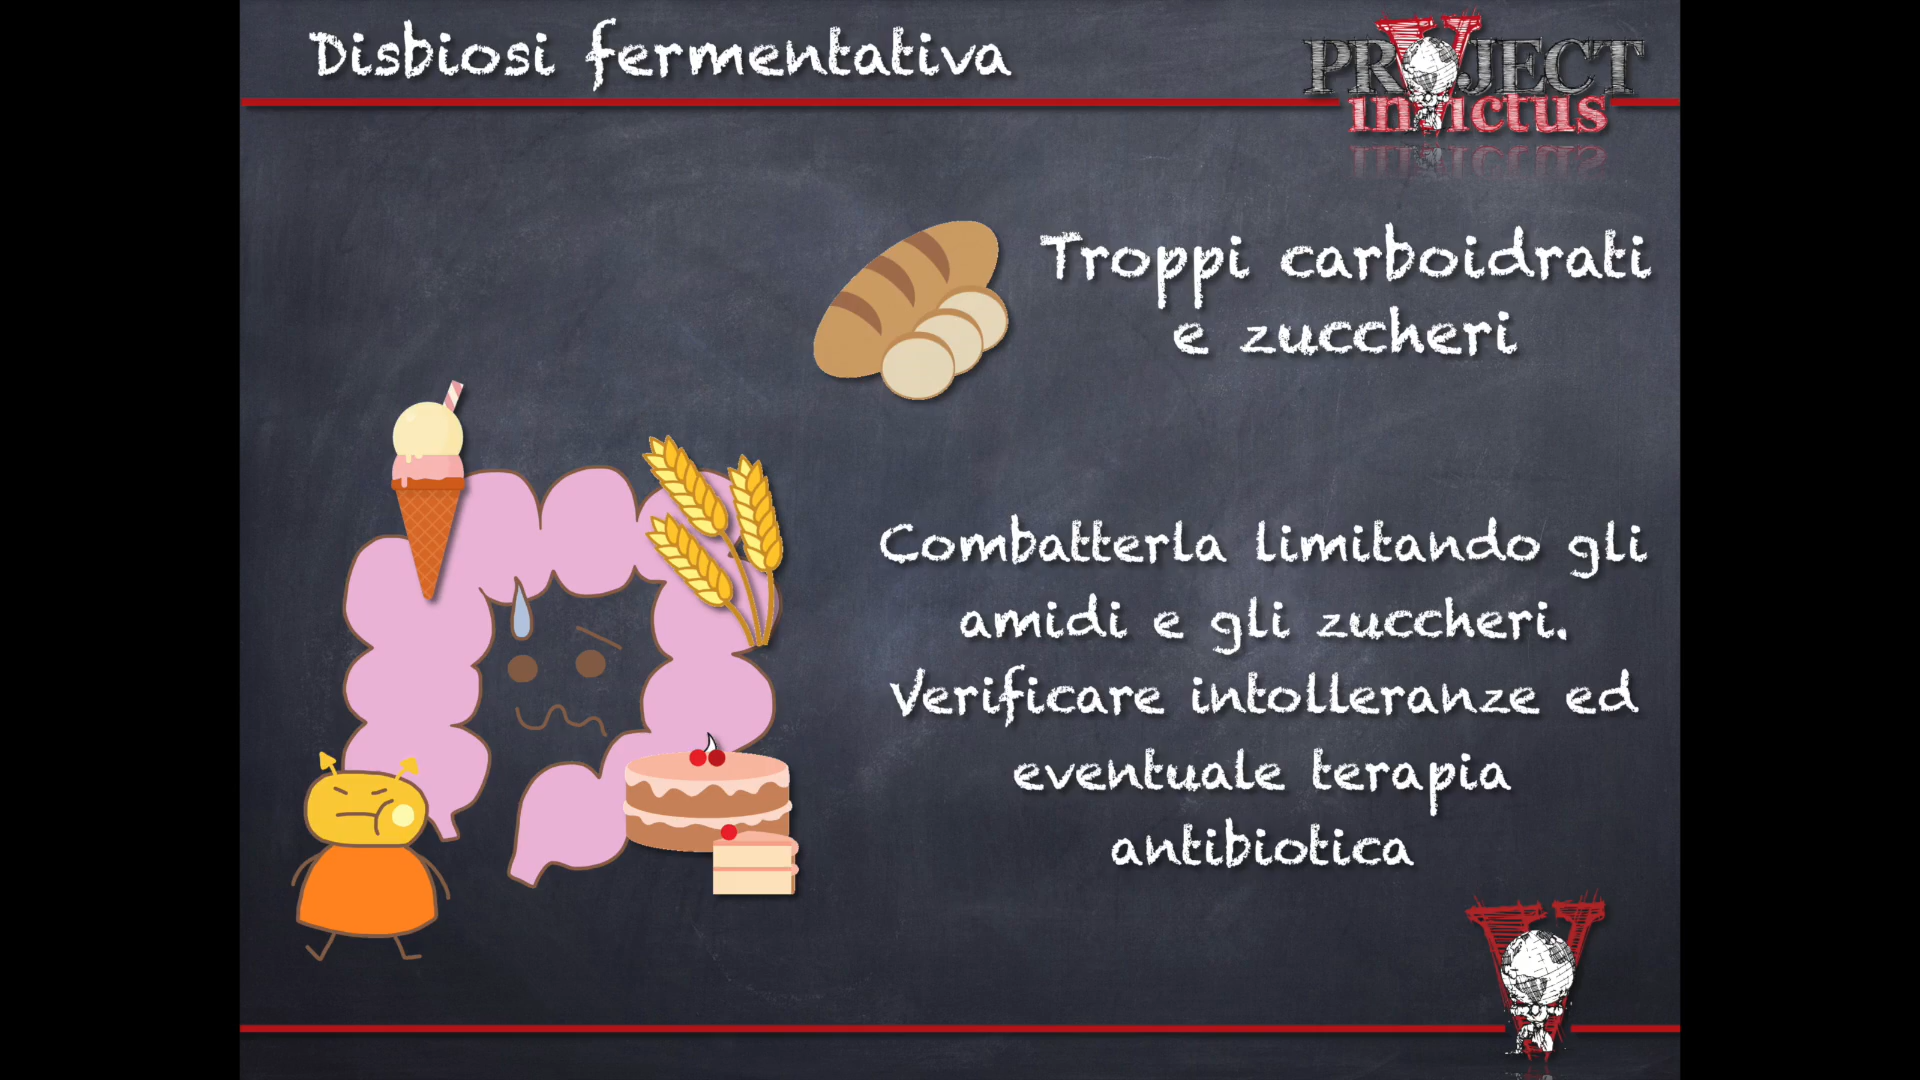 Disbiosi fermentativa
PROJECT
invictus
Troppi carboidrati
e zuccheri
Combatterla limitando gli
amidi e gli zuccheri.
Verificare intolleranze ed
eventuale terapia
antibiotica